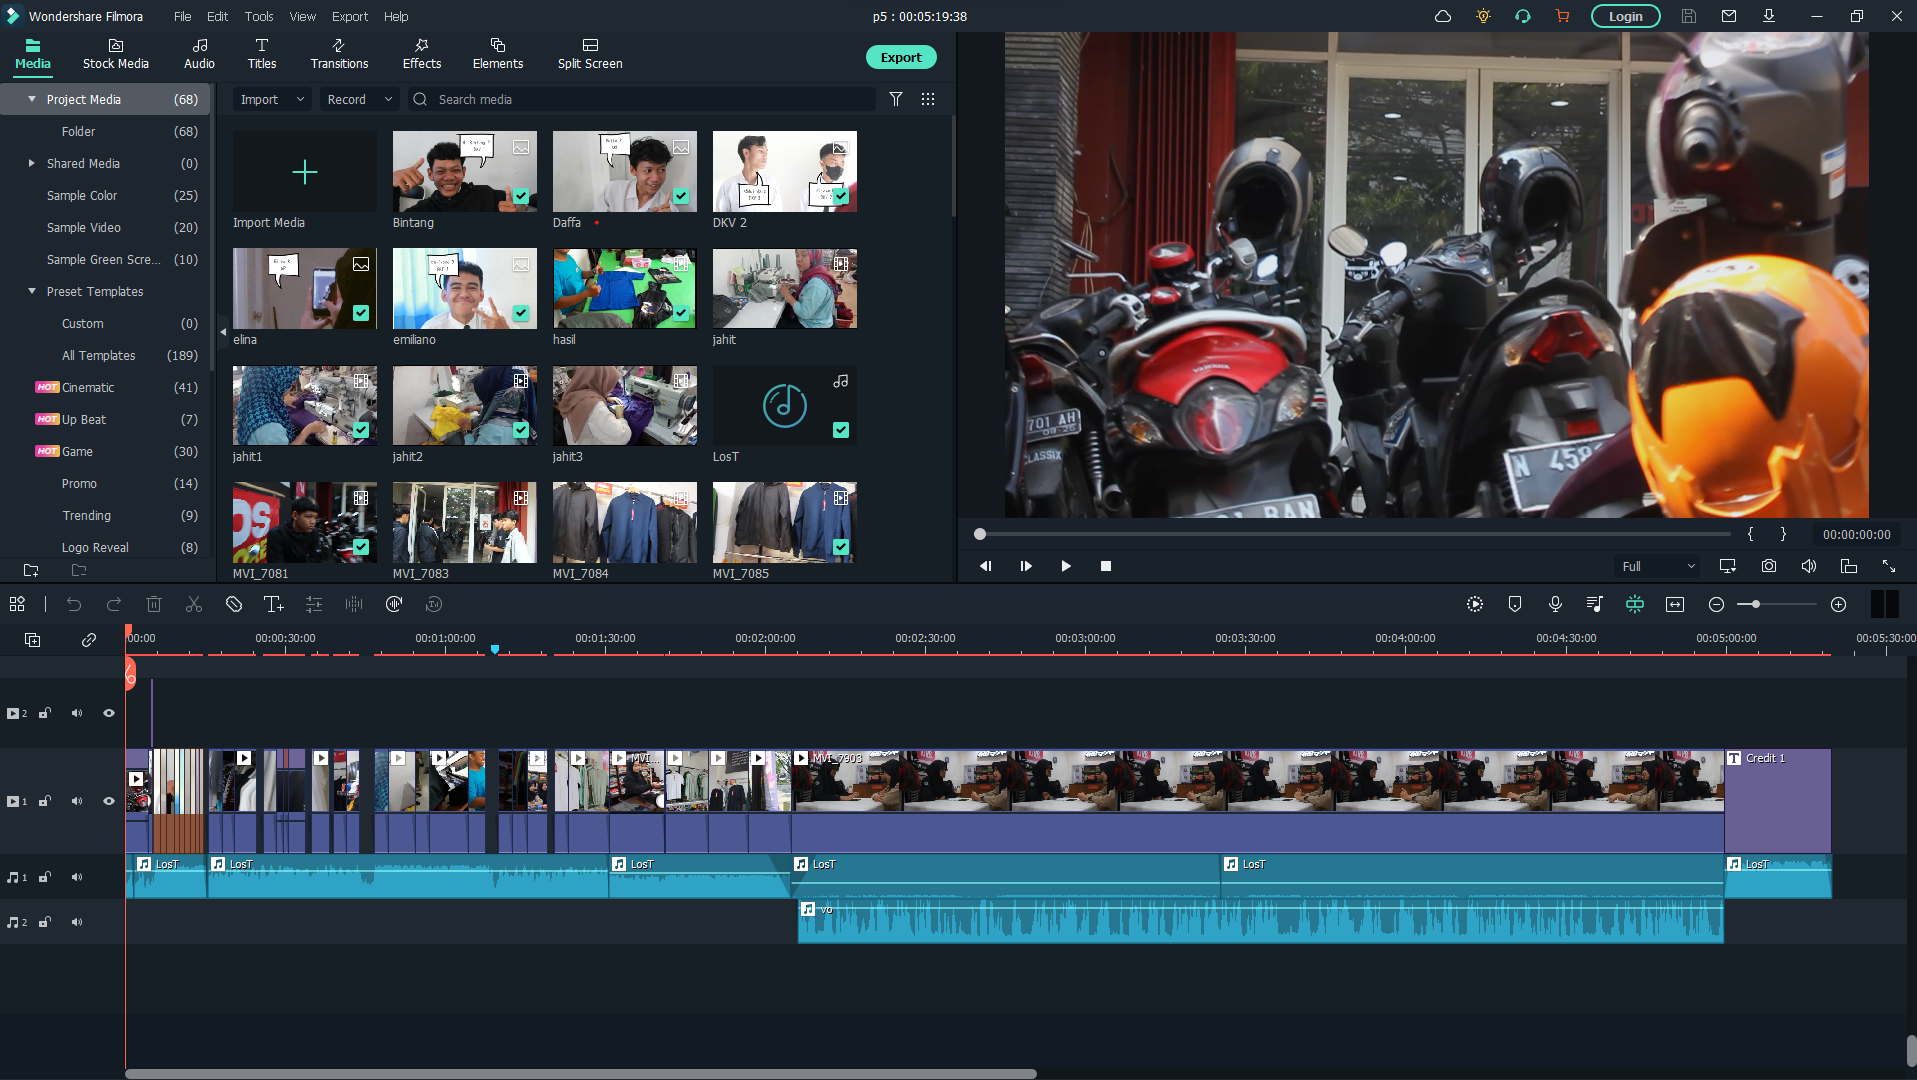 Wondershare Filmora
File Edit Tools View Export Help
p5 : 00:05:19:38
Login
Media
Stock Media
Audio
Titles
Transitions
Effects
Elements
Split Screen
Export
Project Media (68)
Folder (68)
Shared Media (0)
Sample Color (25)
Sample Video (20)
Sample Green Scre... (10)
Preset Templates
Custom (0)
All Templates (189)
HOT Cinematic (41)
HOT Up Beat (7)
HOT Game (30)
Promo (14)
Trending (9)
Logo Reveal (8)
Import
Record
Search media
Import Media
Bintang
Daffa
DKV 2
elina
emiliano
hasil
jahit
jahit1
jahit2
jahit3
LosT
MVI_7081
MVI_7083
MVI_7084
MVI_7085
YAMAHA
701 AH
CLASSIX
N 458
BAN
{ } 00:00:00:00
Full
00:00
00:00:30:00
00:01:00:00
00:01:30:00
00:02:00:00
00:02:30:00
00:03:00:00
00:03:30:00
00:04:00:00
00:04:30:00
00:05:00:00
00:05:30:00
2
1
MVI...
MVI_7903
Credit 1
1
LosT
LosT
LosT
LosT
LosT
LosT
2
vo